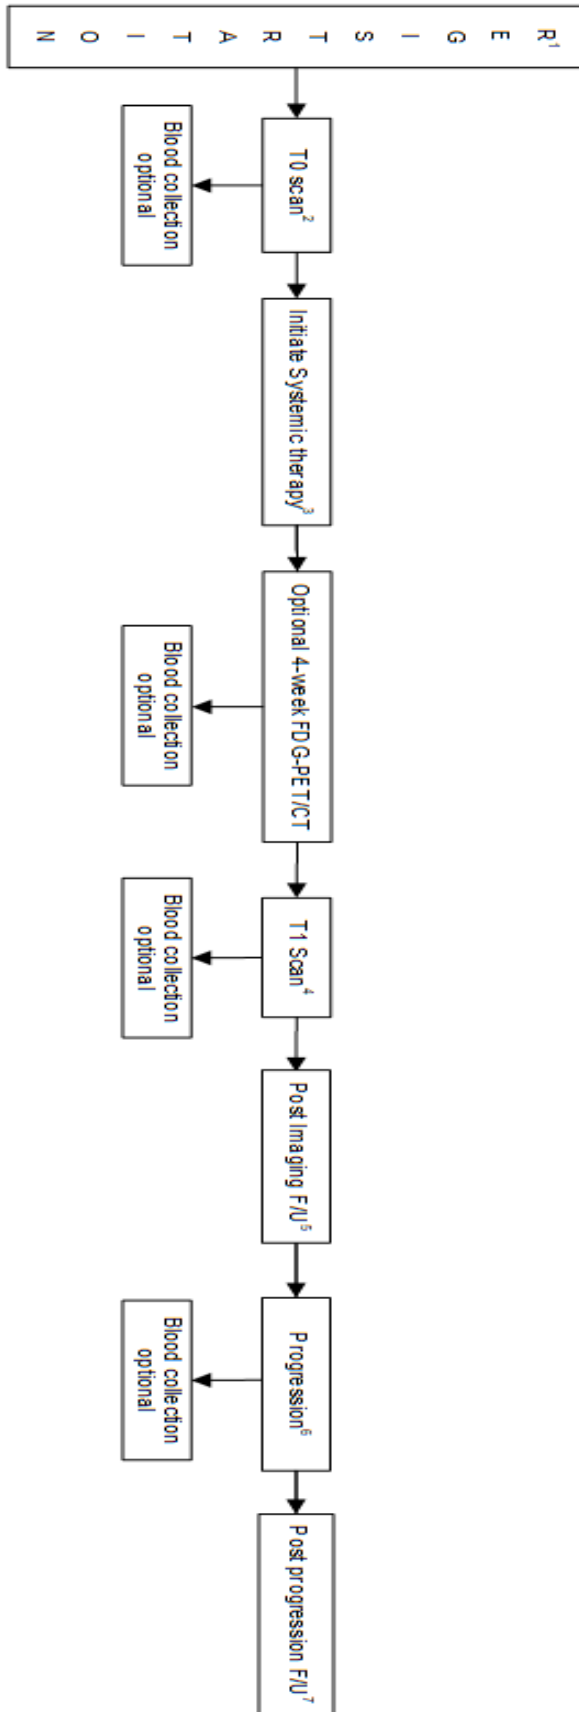 R¹ E G I S T R A T I O N
T0 scan²
Blood collection
optional
Initiate Systemic therapy³
Optional 4-week FDG-PET/CT
Blood collection
optional
T1 Scan⁴
Blood collection
optional
Post Imaging F/U⁵
Progression⁶
Blood collection
optional
Post progression F/U⁷